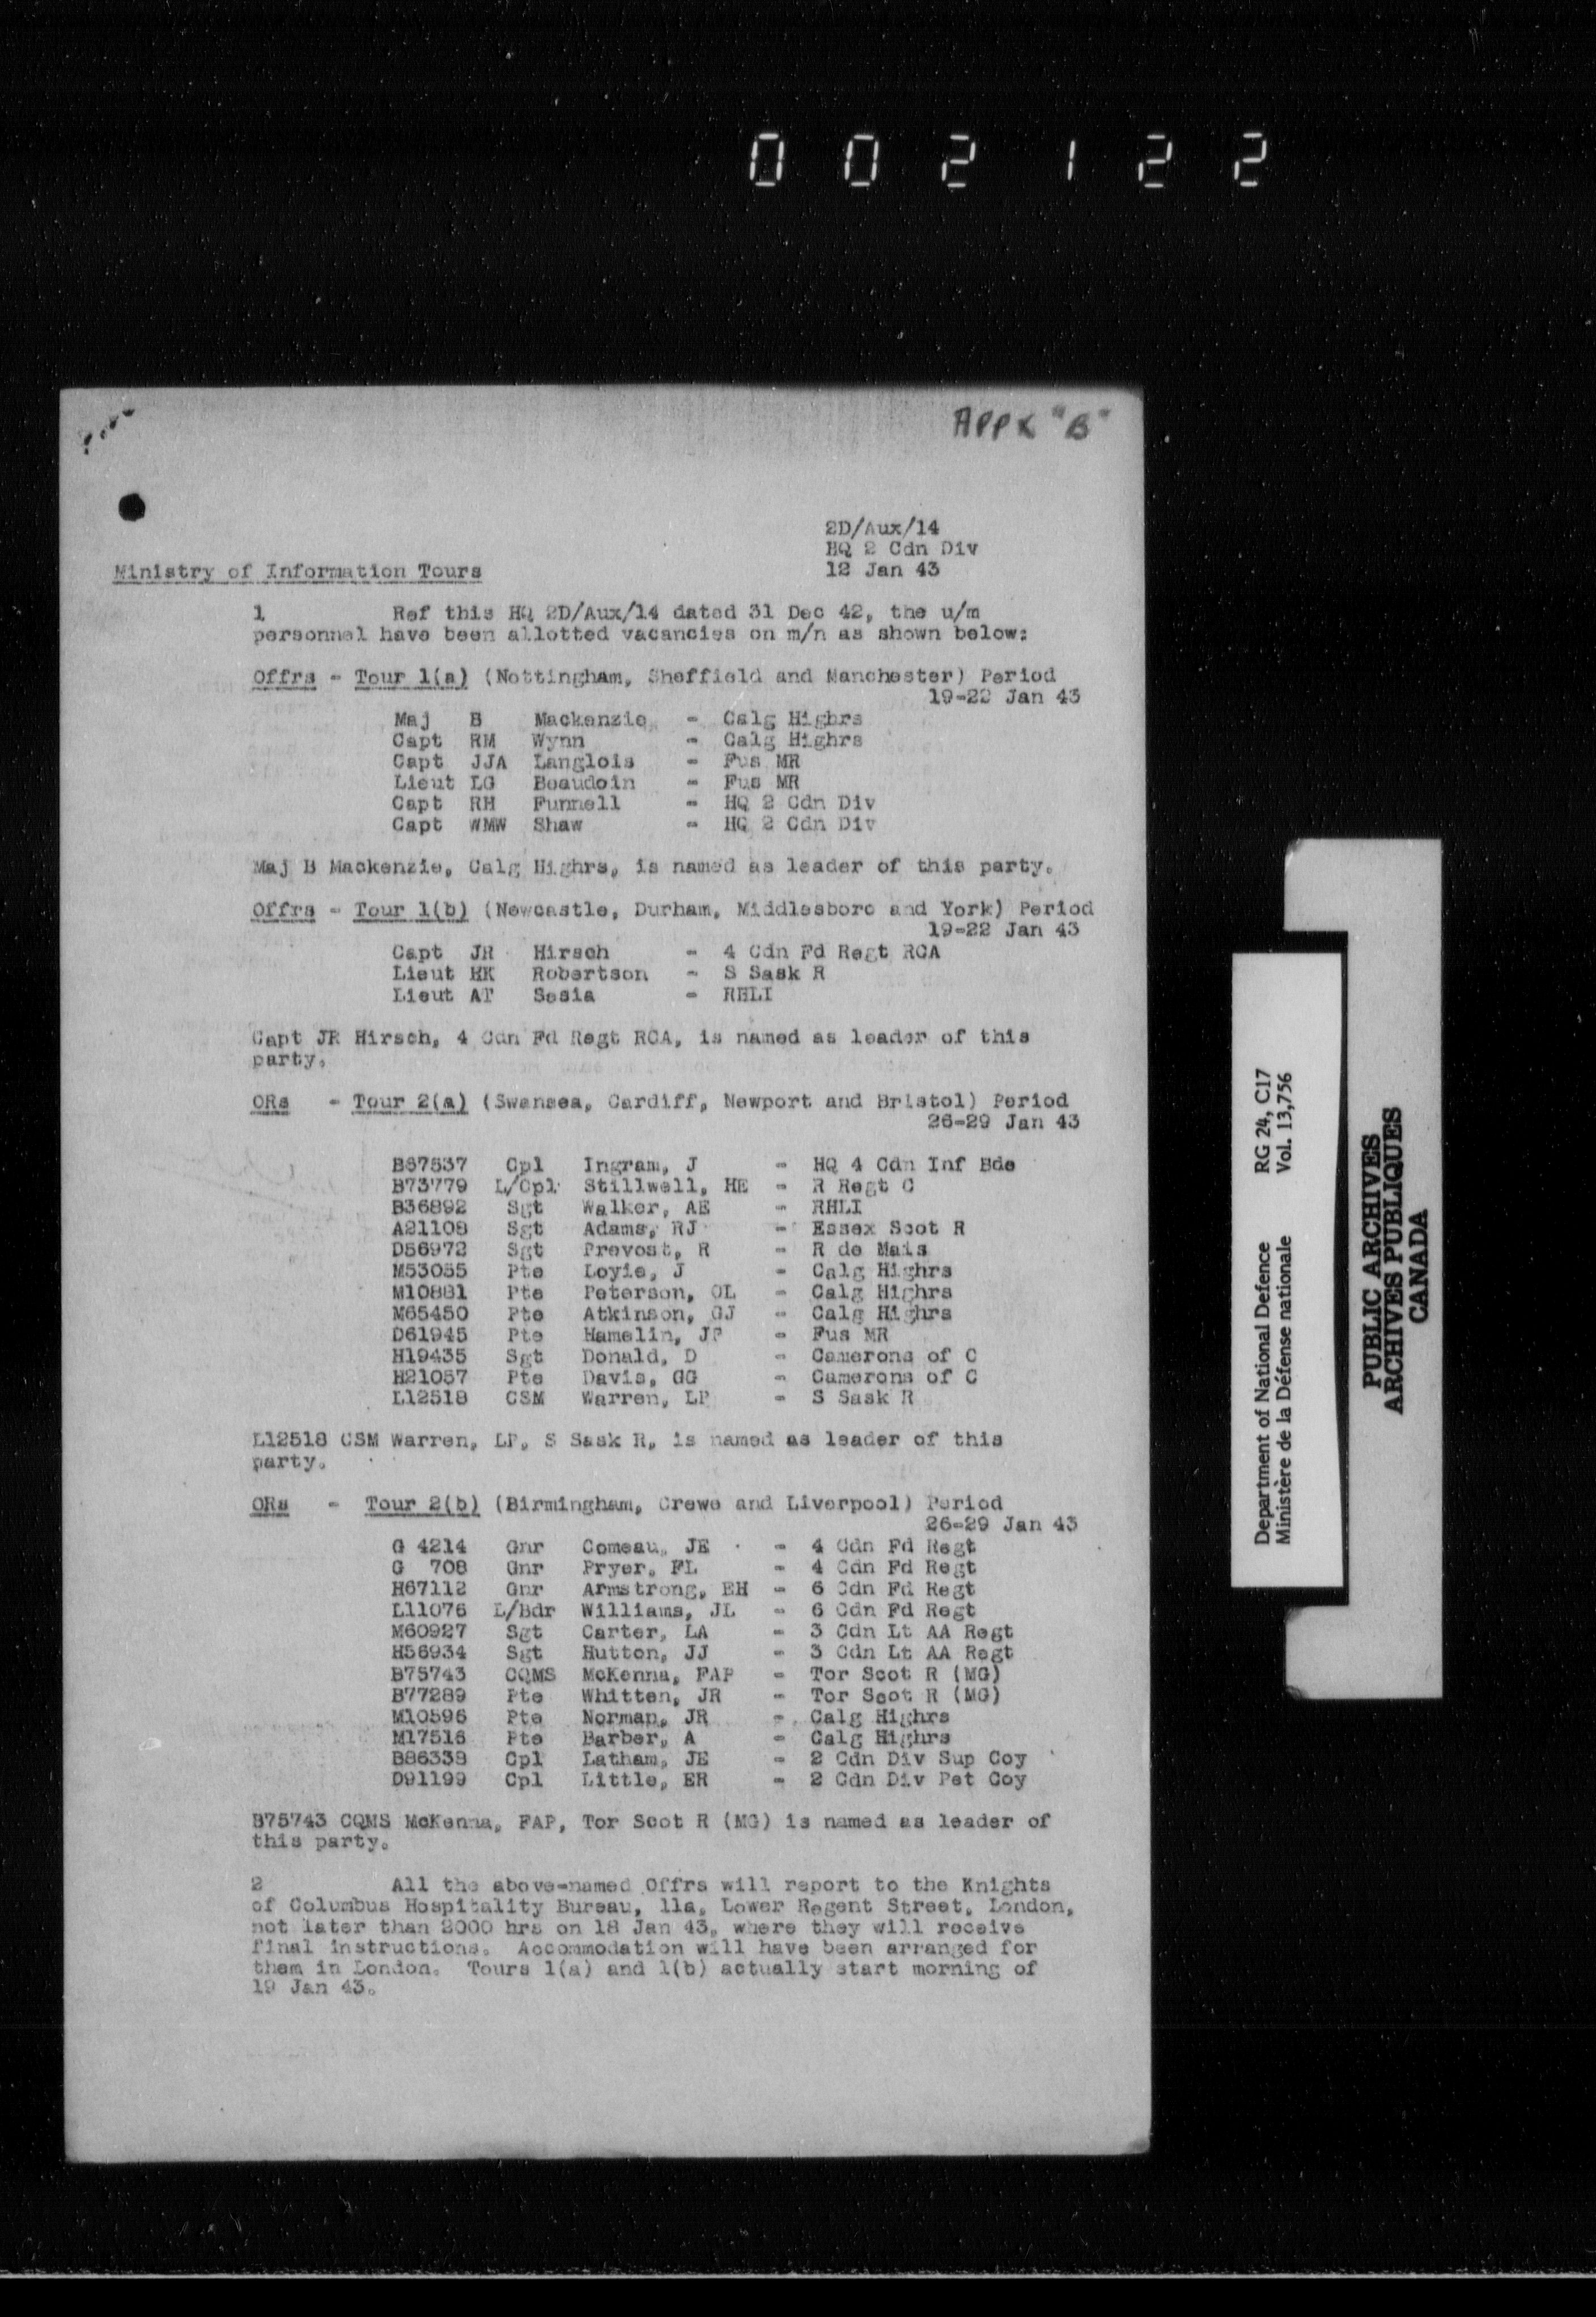 002122
APPX "B"
2D/Aux/14
HQ 2 Cdn Div
12 Jan 43
Ministry of Information Tours
1 Ref this HQ 2D/Aux/14 dated 31 Dec 42, the u/m
personnel have been allotted vacancies on m/n as shown below:
Offrs - Tour 1(a) (Nottingham, Sheffield and Manchester) Period
19-22 Jan 43
Maj B Mackenzie - Calg Highrs
Capt RM Wynn - Calg Highrs
Capt JJA Langlois - Fus MR
Lieut LG Beaudoin - Fus MR
Capt RH Funnell - HQ 2 Cdn Div
Capt WMW Shaw - HQ 2 Cdn Div
Maj B Mackenzie, Calg Highrs, is named as leader of this party.
Offrs - Tour 1(b) (Newcastle, Durham, Middlesboro and York) Period
19-22 Jan 43
Capt JR Hirsch - 4 Cdn Fd Regt RCA
Lieut HK Robertson - S Sask R
Lieut AT Sesia - RHLI
Capt JR Hirsch, 4 Cdn Fd Regt RCA, is named as leader of this
party.
ORs - Tour 2(a) (Swansea, Cardiff, Newport and Bristol) Period
26-29 Jan 43
B67537 Cpl Ingram, J - HQ 4 Cdn Inf Bde
B73779 L/Cpl Stillwell, HE - R Regt C
B36892 Sgt Walker, AE - RHLI
A21108 Sgt Adams, RJ - Essex Scot R
D56972 Sgt Prevost, R - R de Mais
M53055 Pte Loyie, J - Calg Highrs
M10881 Pte Peterson, OL - Calg Highrs
M65450 Pte Atkinson, GJ - Calg Highrs
D61945 Pte Hamelin, JP - Fus MR
H19435 Sgt Donald, D - Camerons of C
H21057 Pte Davis, GG - Camerons of C
L12518 CSM Warren, LP - S Sask R
L12518 CSM Warren, LP, S Sask R, is named as leader of this
party.
ORs - Tour 2(b) (Birmingham, Crewe and Liverpool) Period
26-29 Jan 43
G 4214 Gnr Comeau, JE - 4 Cdn Fd Regt
G 708 Gnr Pryer, FL - 4 Cdn Fd Regt
H67112 Gnr Armstrong, EH - 6 Cdn Fd Regt
L11076 L/Bdr Williams, JL - 6 Cdn Fd Regt
M60927 Sgt Carter, LA - 3 Cdn Lt AA Regt
H56934 Sgt Hutton, JJ - 3 Cdn Lt AA Regt
B75743 CQMS McKenna, FAP - Tor Scot R (MG)
B77289 Pte Whitten, JR - Tor Scot R (MG)
M10596 Pte Norman, JR - Calg Highrs
M17516 Pte Barber, A - Calg Highrs
B86339 Cpl Latham, JE - 2 Cdn Div Sup Coy
D91199 Cpl Little, ER - 2 Cdn Div Pet Coy
B75743 CQMS McKenna, FAP, Tor Scot R (MG) is named as leader of
this party.
2 All the above-named Offrs will report to the Knights
of Columbus Hospitality Bureau, 11a, Lower Regent Street, London,
not later than 2000 hrs on 18 Jan 43, where they will receive
final instructions. Accommodation will have been arranged for
them in London. Tours 1(a) and 1(b) actually start morning of
19 Jan 43.
Department of National Defence RG 24, C17
Ministère de la Défense nationale Vol. 13,756
PUBLIC ARCHIVES
ARCHIVES PUBLIQUES
CANADA